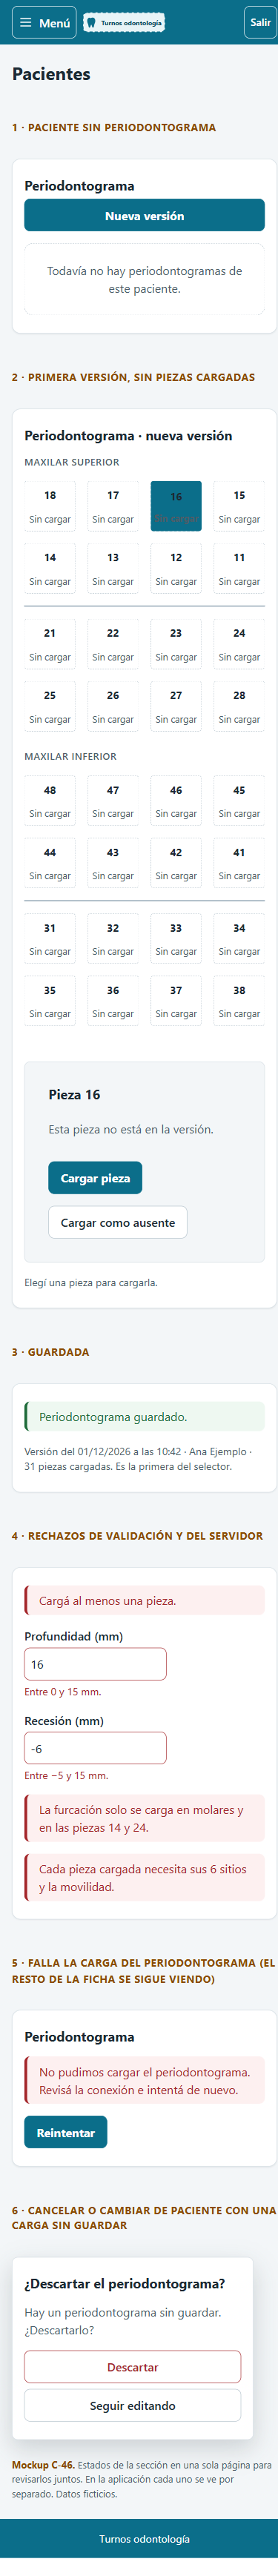 Menú
Turnos odontología
Salir
Pacientes
1 · PACIENTE SIN PERIODONTOGRAMA
Periodontograma
Nueva versión
Todavía no hay periodontogramas de
este paciente.
2 · PRIMERA VERSIÓN, SIN PIEZAS CARGADAS
Periodontograma · nueva versión
MAXILAR SUPERIOR
18 17 16 15
Sin cargar Sin cargar Sin cargar Sin cargar
14 13 12 11
Sin cargar Sin cargar Sin cargar Sin cargar
21 22 23 24
Sin cargar Sin cargar Sin cargar Sin cargar
25 26 27 28
Sin cargar Sin cargar Sin cargar Sin cargar
MAXILAR INFERIOR
48 47 46 45
Sin cargar Sin cargar Sin cargar Sin cargar
44 43 42 41
Sin cargar Sin cargar Sin cargar Sin cargar
31 32 33 34
Sin cargar Sin cargar Sin cargar Sin cargar
35 36 37 38
Sin cargar Sin cargar Sin cargar Sin cargar
Pieza 16
Esta pieza no está en la versión.
Cargar pieza
Cargar como ausente
Elegí una pieza para cargarla.
3 · GUARDADA
Periodontograma guardado.
Versión del 01/12/2026 a las 10:42 · Ana Ejemplo ·
31 piezas cargadas. Es la primera del selector.
4 · RECHAZOS DE VALIDACIÓN Y DEL SERVIDOR
Cargá al menos una pieza.
Profundidad (mm)
16
Entre 0 y 15 mm.
Recesión (mm)
-6
Entre −5 y 15 mm.
La furcación solo se carga en molares y
en las piezas 14 y 24.
Cada pieza cargada necesita sus 6 sitios
y la movilidad.
5 · FALLA LA CARGA DEL PERIODONTOGRAMA (EL
RESTO DE LA FICHA SE SIGUE VIENDO)
Periodontograma
No pudimos cargar el periodontograma.
Revisá la conexión e intentá de nuevo.
Reintentar
6 · CANCELAR O CAMBIAR DE PACIENTE CON UNA
CARGA SIN GUARDAR
¿Descartar el periodontograma?
Hay un periodontograma sin guardar.
¿Descartarlo?
Descartar
Seguir editando
Mockup C-46. Estados de la sección en una sola página para
revisarlos juntos. En la aplicación cada uno se ve por
separado. Datos ficticios.
Turnos odontología